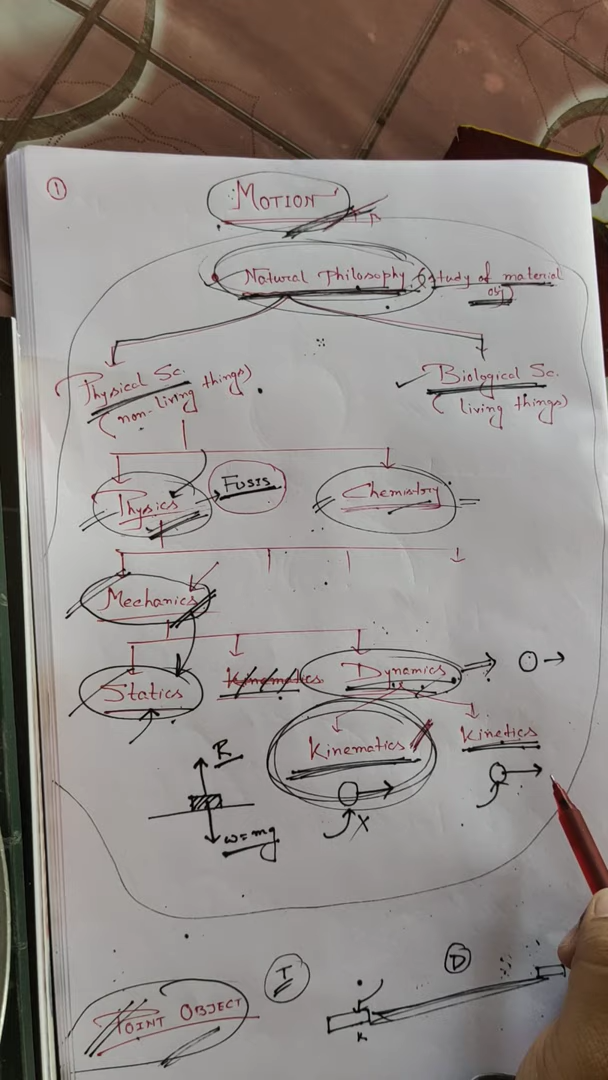 1
MOTION
Natural Philosophy (study of material
obj)
Physical Sc.
(non-living things)
Biological Sc.
(living things)
Physics
FUSIS
Chemistry
Mechanics
Statics
Kinematics
Dynamics
Kinematics
Kinetics
R
w=mg
X
I
D
POINT OBJECT
K